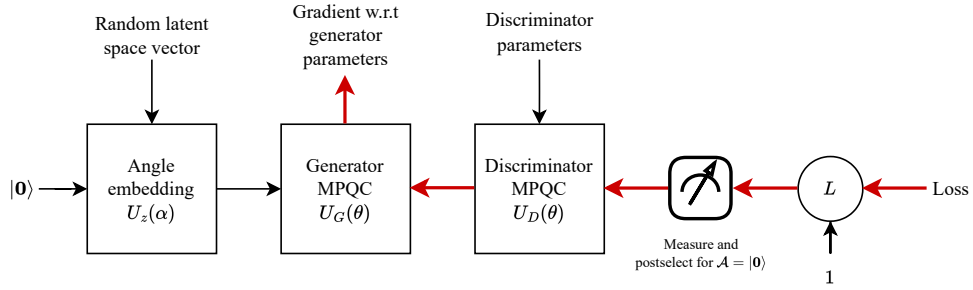 Random latent
space vector
Gradient w.r.t
generator
parameters
Discriminator
parameters
|𝟎⟩
Angle
embedding
U_z(α)
Generator
MPQC
U_G(θ)
Discriminator
MPQC
U_D(θ)
L
Loss
Measure and
postselect for 𝒜 = |𝟎⟩
1